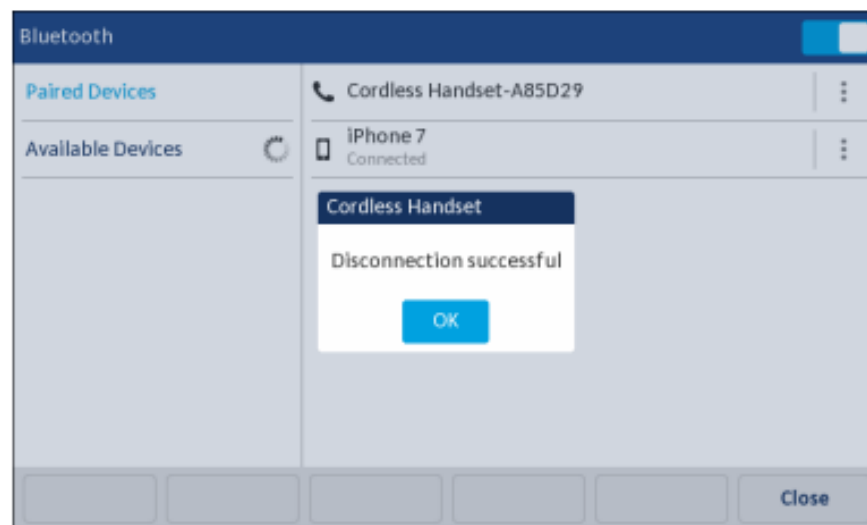 Bluetooth
Paired Devices
Available Devices
Cordless Handset-A85D29
iPhone 7
Connected
Cordless Handset
Disconnection successful
OK
Close